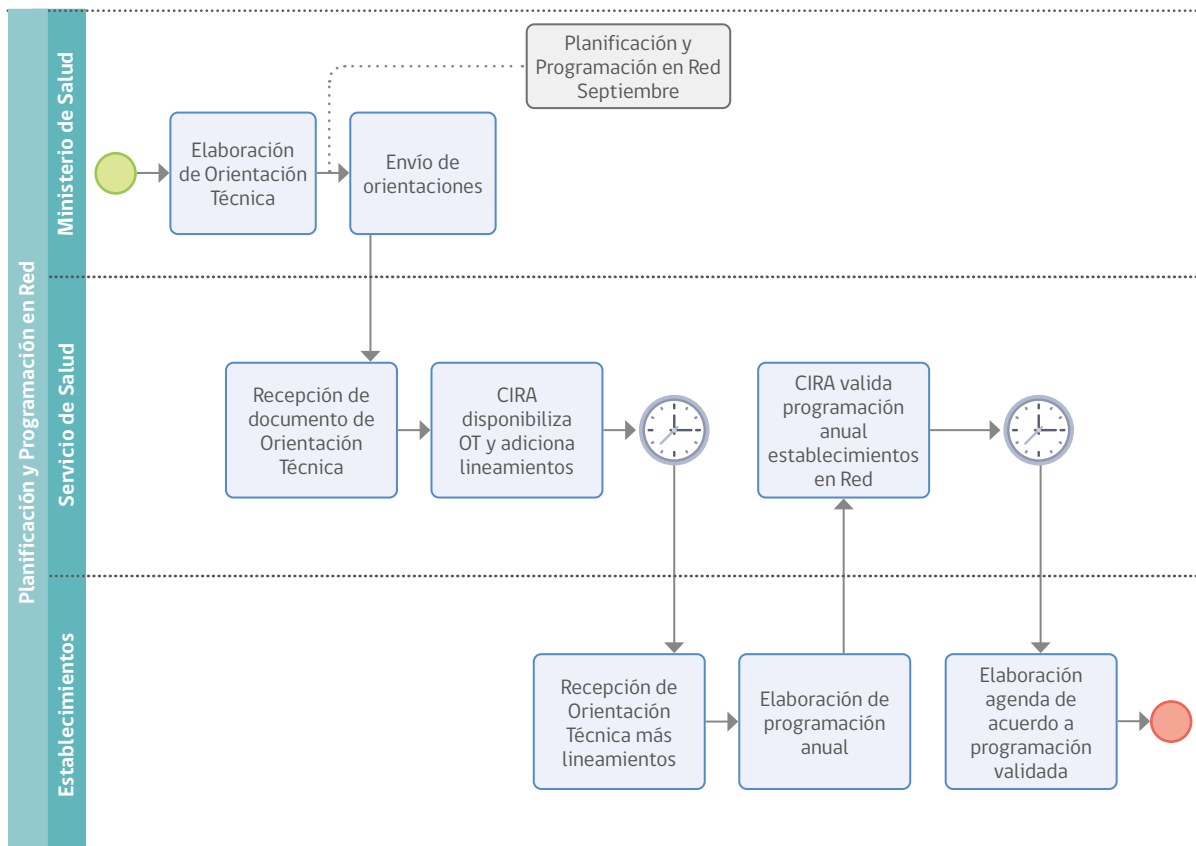 Planificación y Programación en Red
Ministerio de Salud
Planificación y
Programación en Red
Septiembre
Elaboración
de Orientación
Técnica
Envío de
orientaciones
Servicio de Salud
Recepción de
documento de
Orientación
Técnica
CIRA
disponibiliza
OT y adiciona
lineamientos
CIRA valida
programación
anual
establecimientos
en Red
Establecimientos
Recepción de
Orientación
Técnica más
lineamientos
Elaboración de
programación
anual
Elaboración
agenda de
acuerdo a
programación
validada